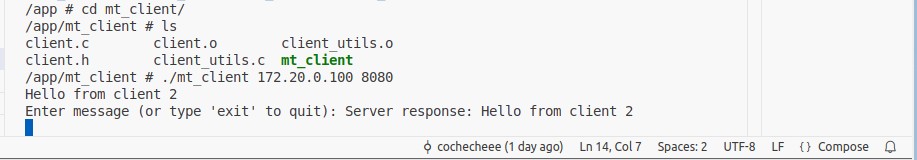 /app # cd mt_client/
/app/mt_client # ls
client.c        client.o        client_utils.o
client.h        client_utils.c  mt_client
/app/mt_client # ./mt_client 172.20.0.100 8080
Hello from client 2
Enter message (or type 'exit' to quit): Server response: Hello from client 2
cochecheee (1 day ago) Ln 14, Col 7 Spaces: 2 UTF-8 LF {} Compose